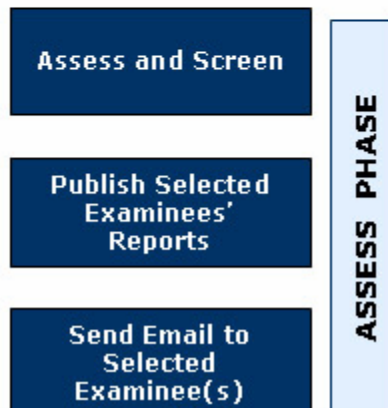 Assess and Screen
Publish Selected
Examinees'
Reports
Send Email to
Selected
Examinee(s)
ASSESS PHASE